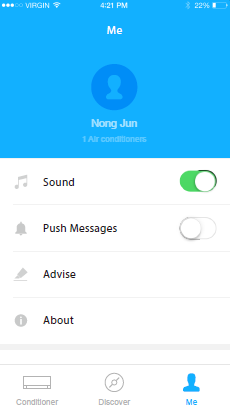 VIRGIN 4:21 PM 22%
Me
Nong Jun
1 Air conditioners
Sound
Push Messages
Advise
About
Conditioner Discover Me